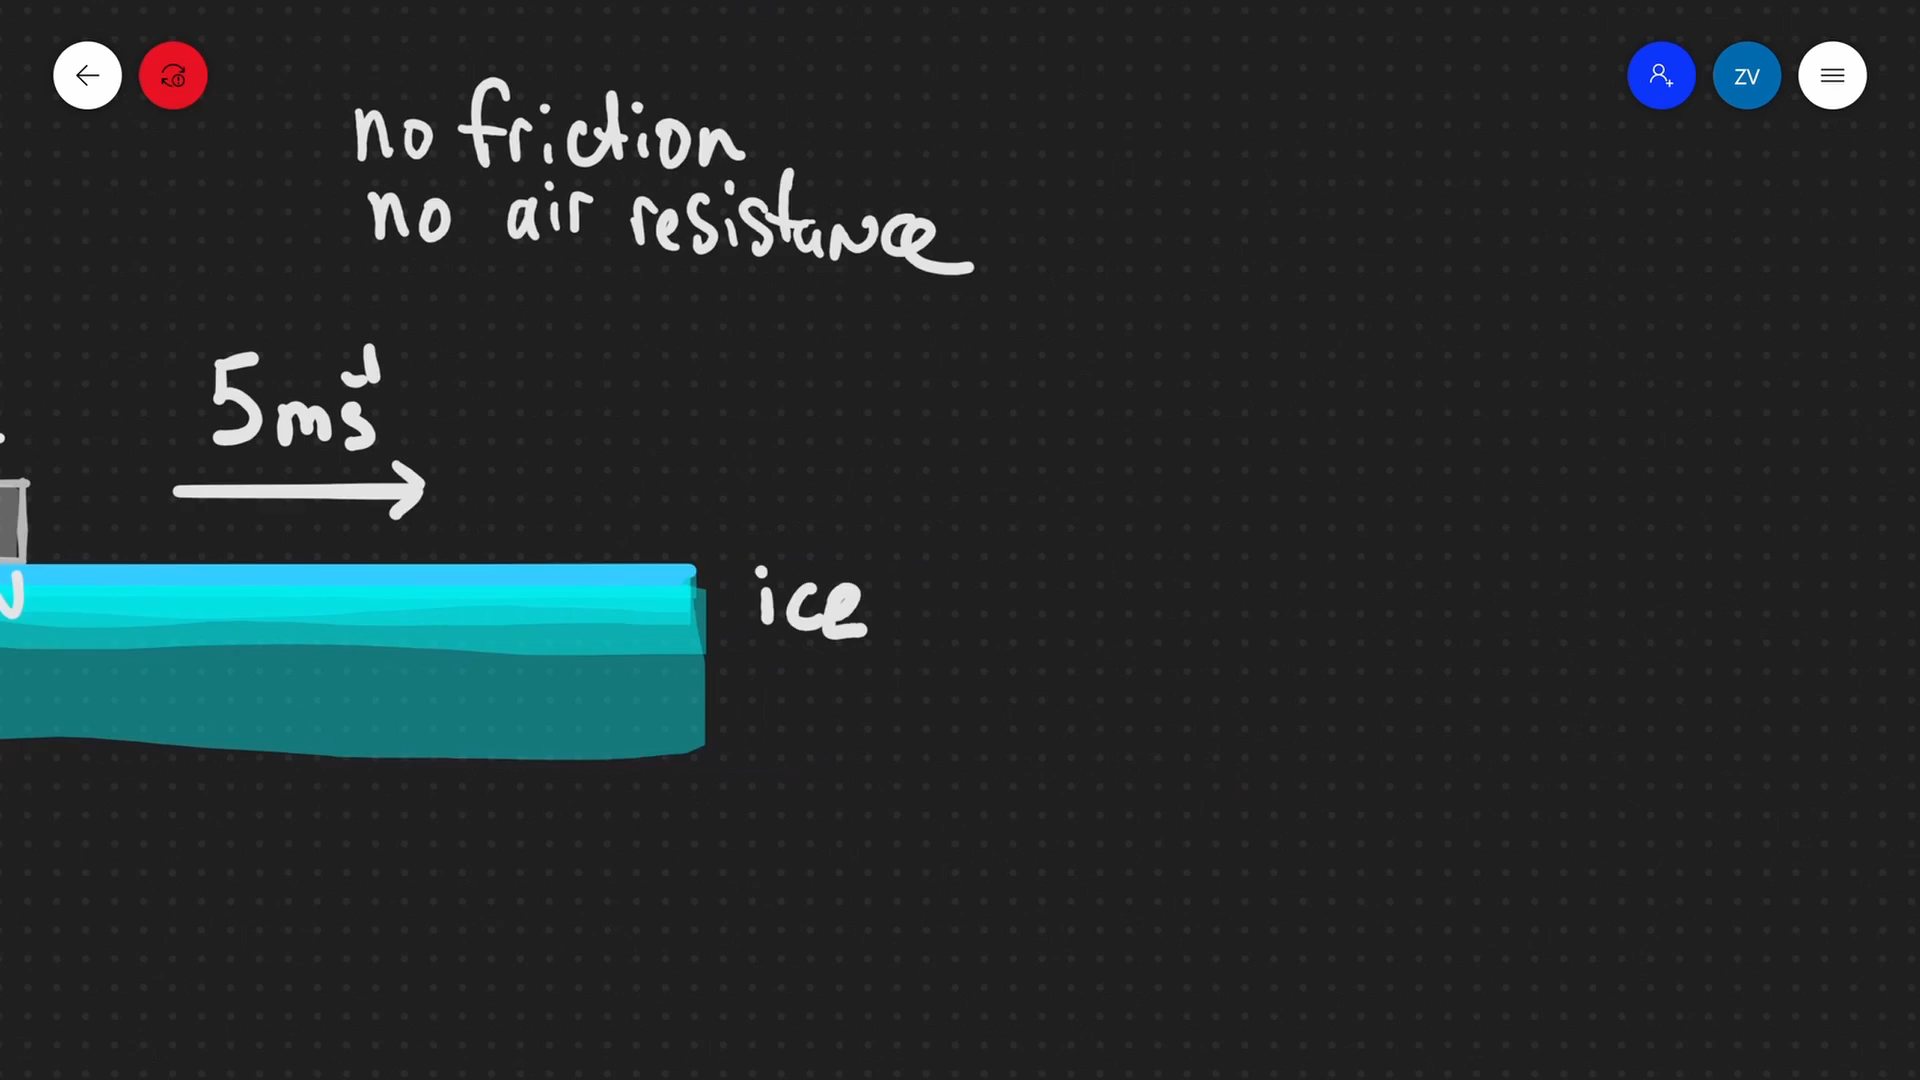 ZV
no friction
no air resistance
5ms⁻¹
ice